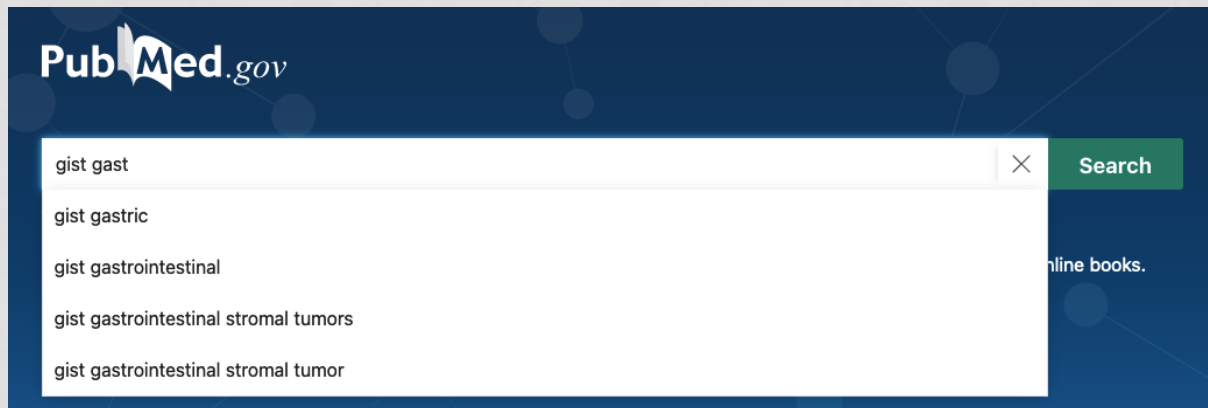 PubMed.gov
gist gast
Search
gist gastric
gist gastrointestinal
nline books.
gist gastrointestinal stromal tumors
gist gastrointestinal stromal tumor